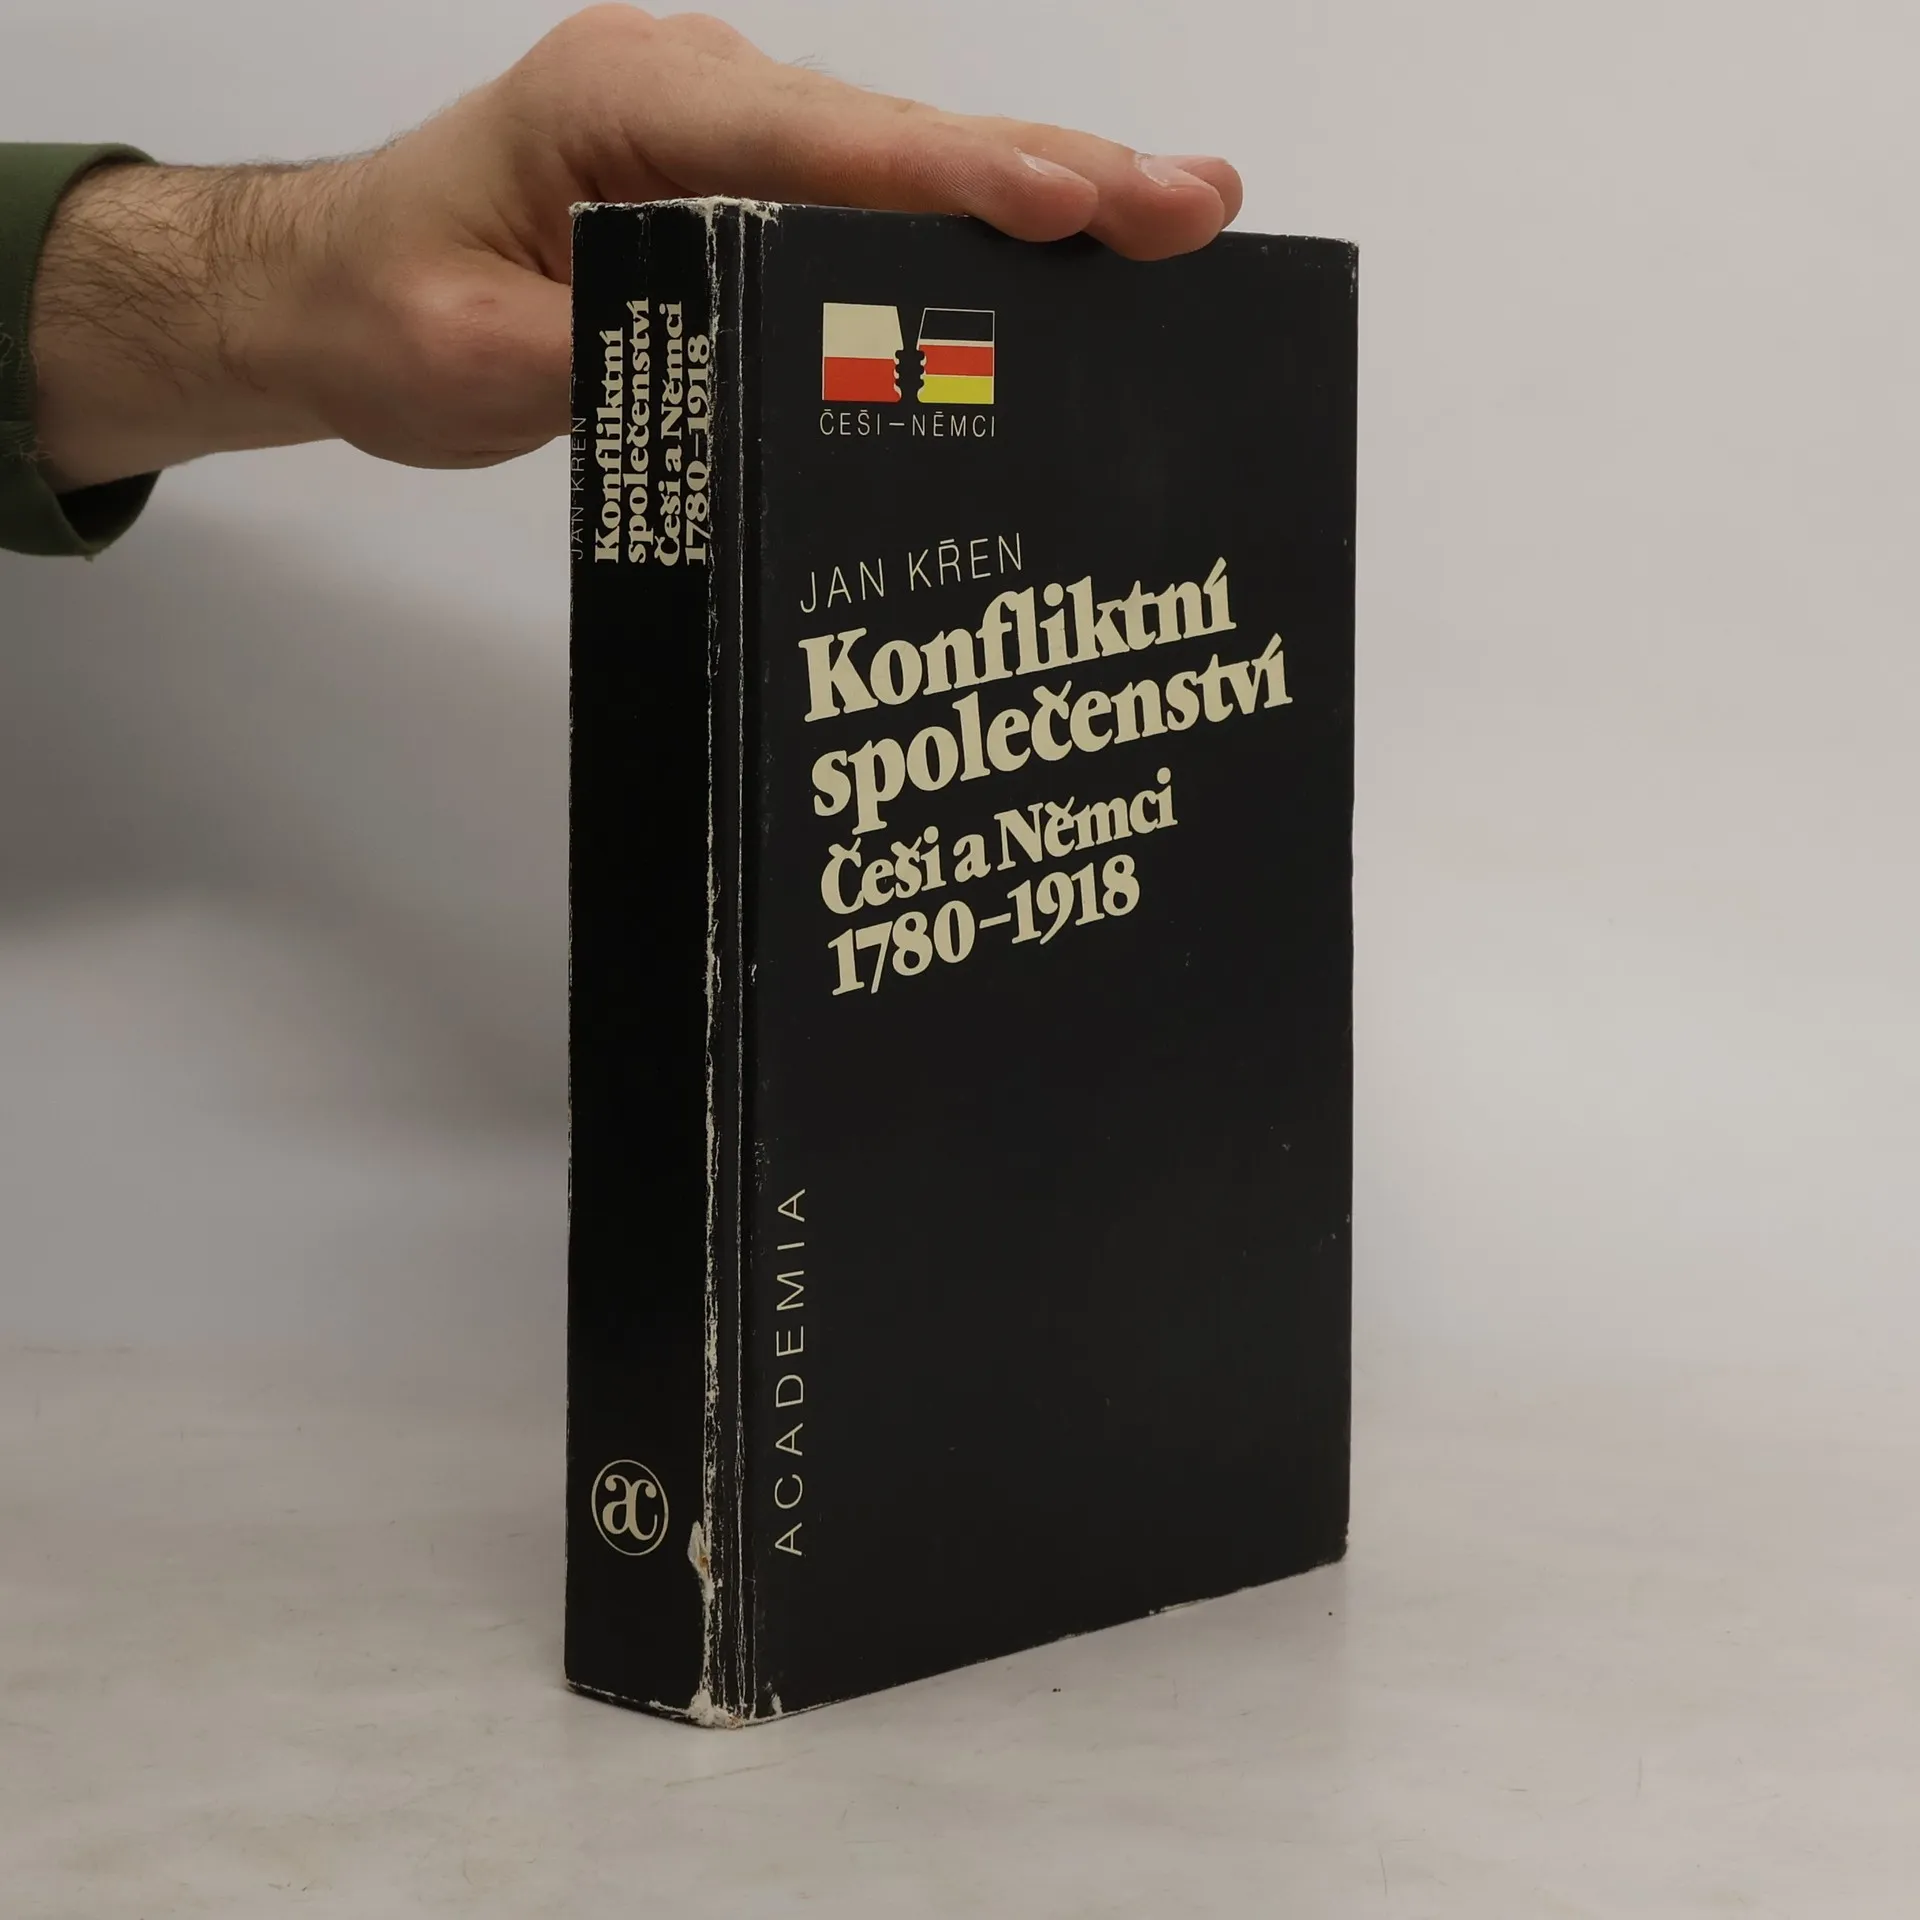 JAN KŘEN
Konfliktní
společenství
Češi a Němci
1780–1918
ac
ČEŠI–NĚMCI
JAN KŘEN
Konfliktní
společenství
Češi a Němci
1780–1918
ACADEMIA